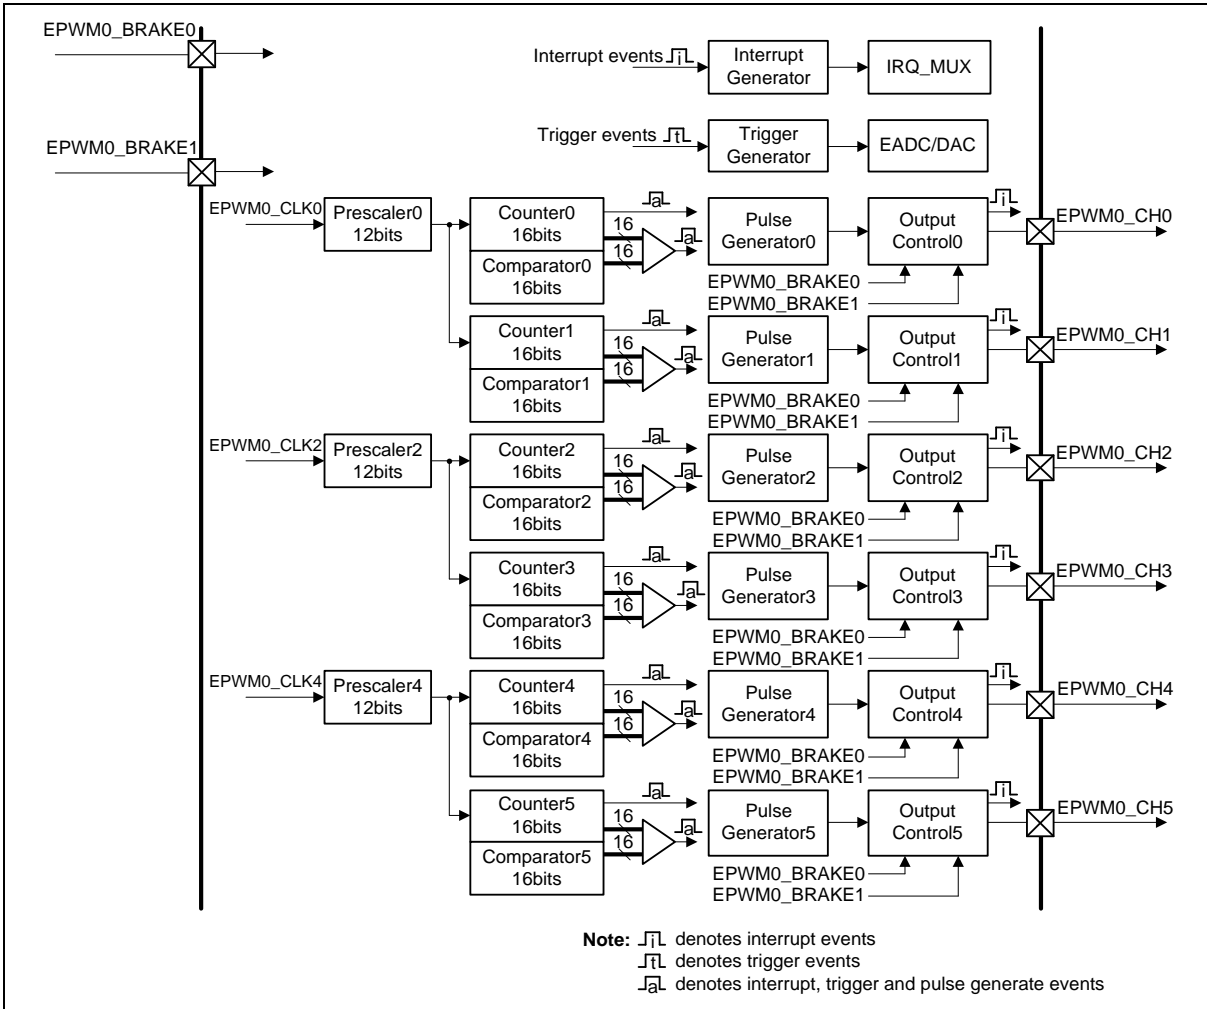 EPWM0_BRAKE0
Interrupt events i
Interrupt
Generator
IRQ_MUX
EPWM0_BRAKE1
Trigger events t
Trigger
Generator
EADC/DAC
EPWM0_CLK0
Prescaler0
12bits
Counter0
16bits
Comparator0
16bits
a
16
16
a
Pulse
Generator0
Output
Control0
i
EPWM0_CH0
EPWM0_BRAKE0
EPWM0_BRAKE1
Counter1
16bits
Comparator1
16bits
a
16
16
a
Pulse
Generator1
Output
Control1
i
EPWM0_CH1
EPWM0_BRAKE0
EPWM0_BRAKE1
EPWM0_CLK2
Prescaler2
12bits
Counter2
16bits
Comparator2
16bits
a
16
16
a
Pulse
Generator2
Output
Control2
i
EPWM0_CH2
EPWM0_BRAKE0
EPWM0_BRAKE1
Counter3
16bits
Comparator3
16bits
a
16
16
a
Pulse
Generator3
Output
Control3
i
EPWM0_CH3
EPWM0_BRAKE0
EPWM0_BRAKE1
EPWM0_CLK4
Prescaler4
12bits
Counter4
16bits
Comparator4
16bits
a
16
16
a
Pulse
Generator4
Output
Control4
i
EPWM0_CH4
EPWM0_BRAKE0
EPWM0_BRAKE1
Counter5
16bits
Comparator5
16bits
a
16
16
a
Pulse
Generator5
Output
Control5
i
EPWM0_CH5
EPWM0_BRAKE0
EPWM0_BRAKE1
Note: i denotes interrupt events
t denotes trigger events
a denotes interrupt, trigger and pulse generate events